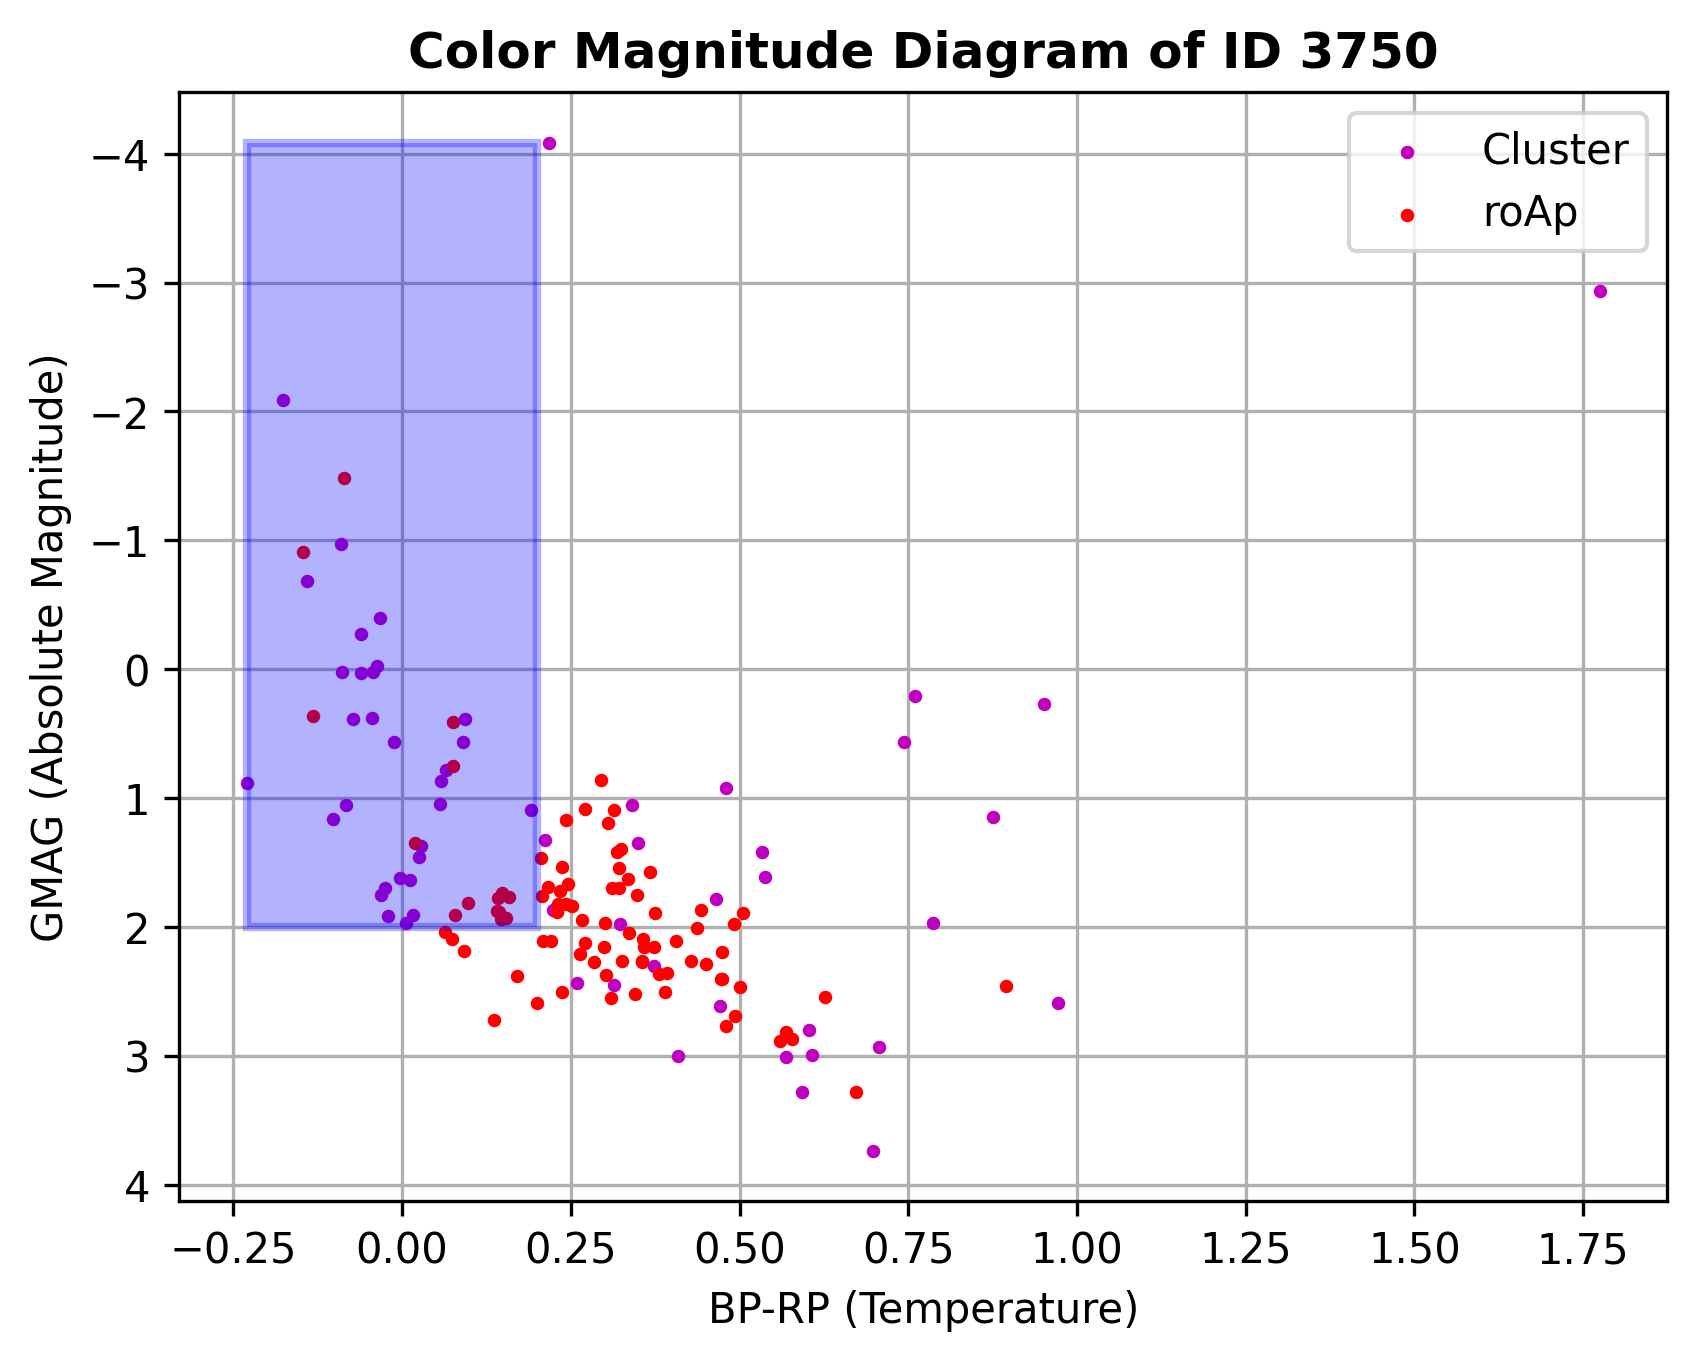 Color Magnitude Diagram of ID 3750
Cluster
roAp
−4
−3
−2
−1
0
1
2
3
4
GMAG (Absolute Magnitude)
−0.25 0.00 0.25 0.50 0.75 1.00 1.25 1.50 1.75
BP-RP (Temperature)